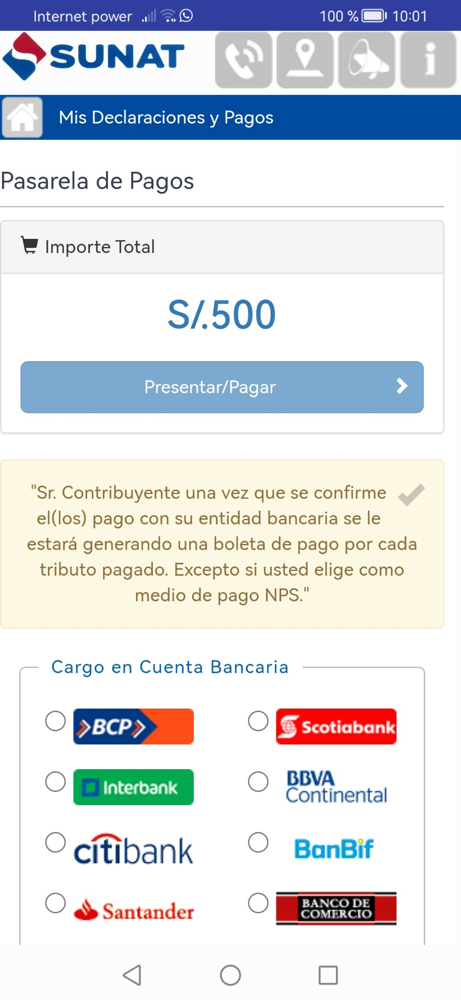 Internet power
100 % 10:01
SUNAT
Mis Declaraciones y Pagos
Pasarela de Pagos
Importe Total
S/.500
Presentar/Pagar
"Sr. Contribuyente una vez que se confirme
el(los) pago con su entidad bancaria se le
estará generando una boleta de pago por cada
tributo pagado. Excepto si usted elige como
medio de pago NPS."
Cargo en Cuenta Bancaria
BCP
Scotiabank
Interbank
BBVA
Continental
citibank
BanBif
Santander
BANCO DE
COMERCIO